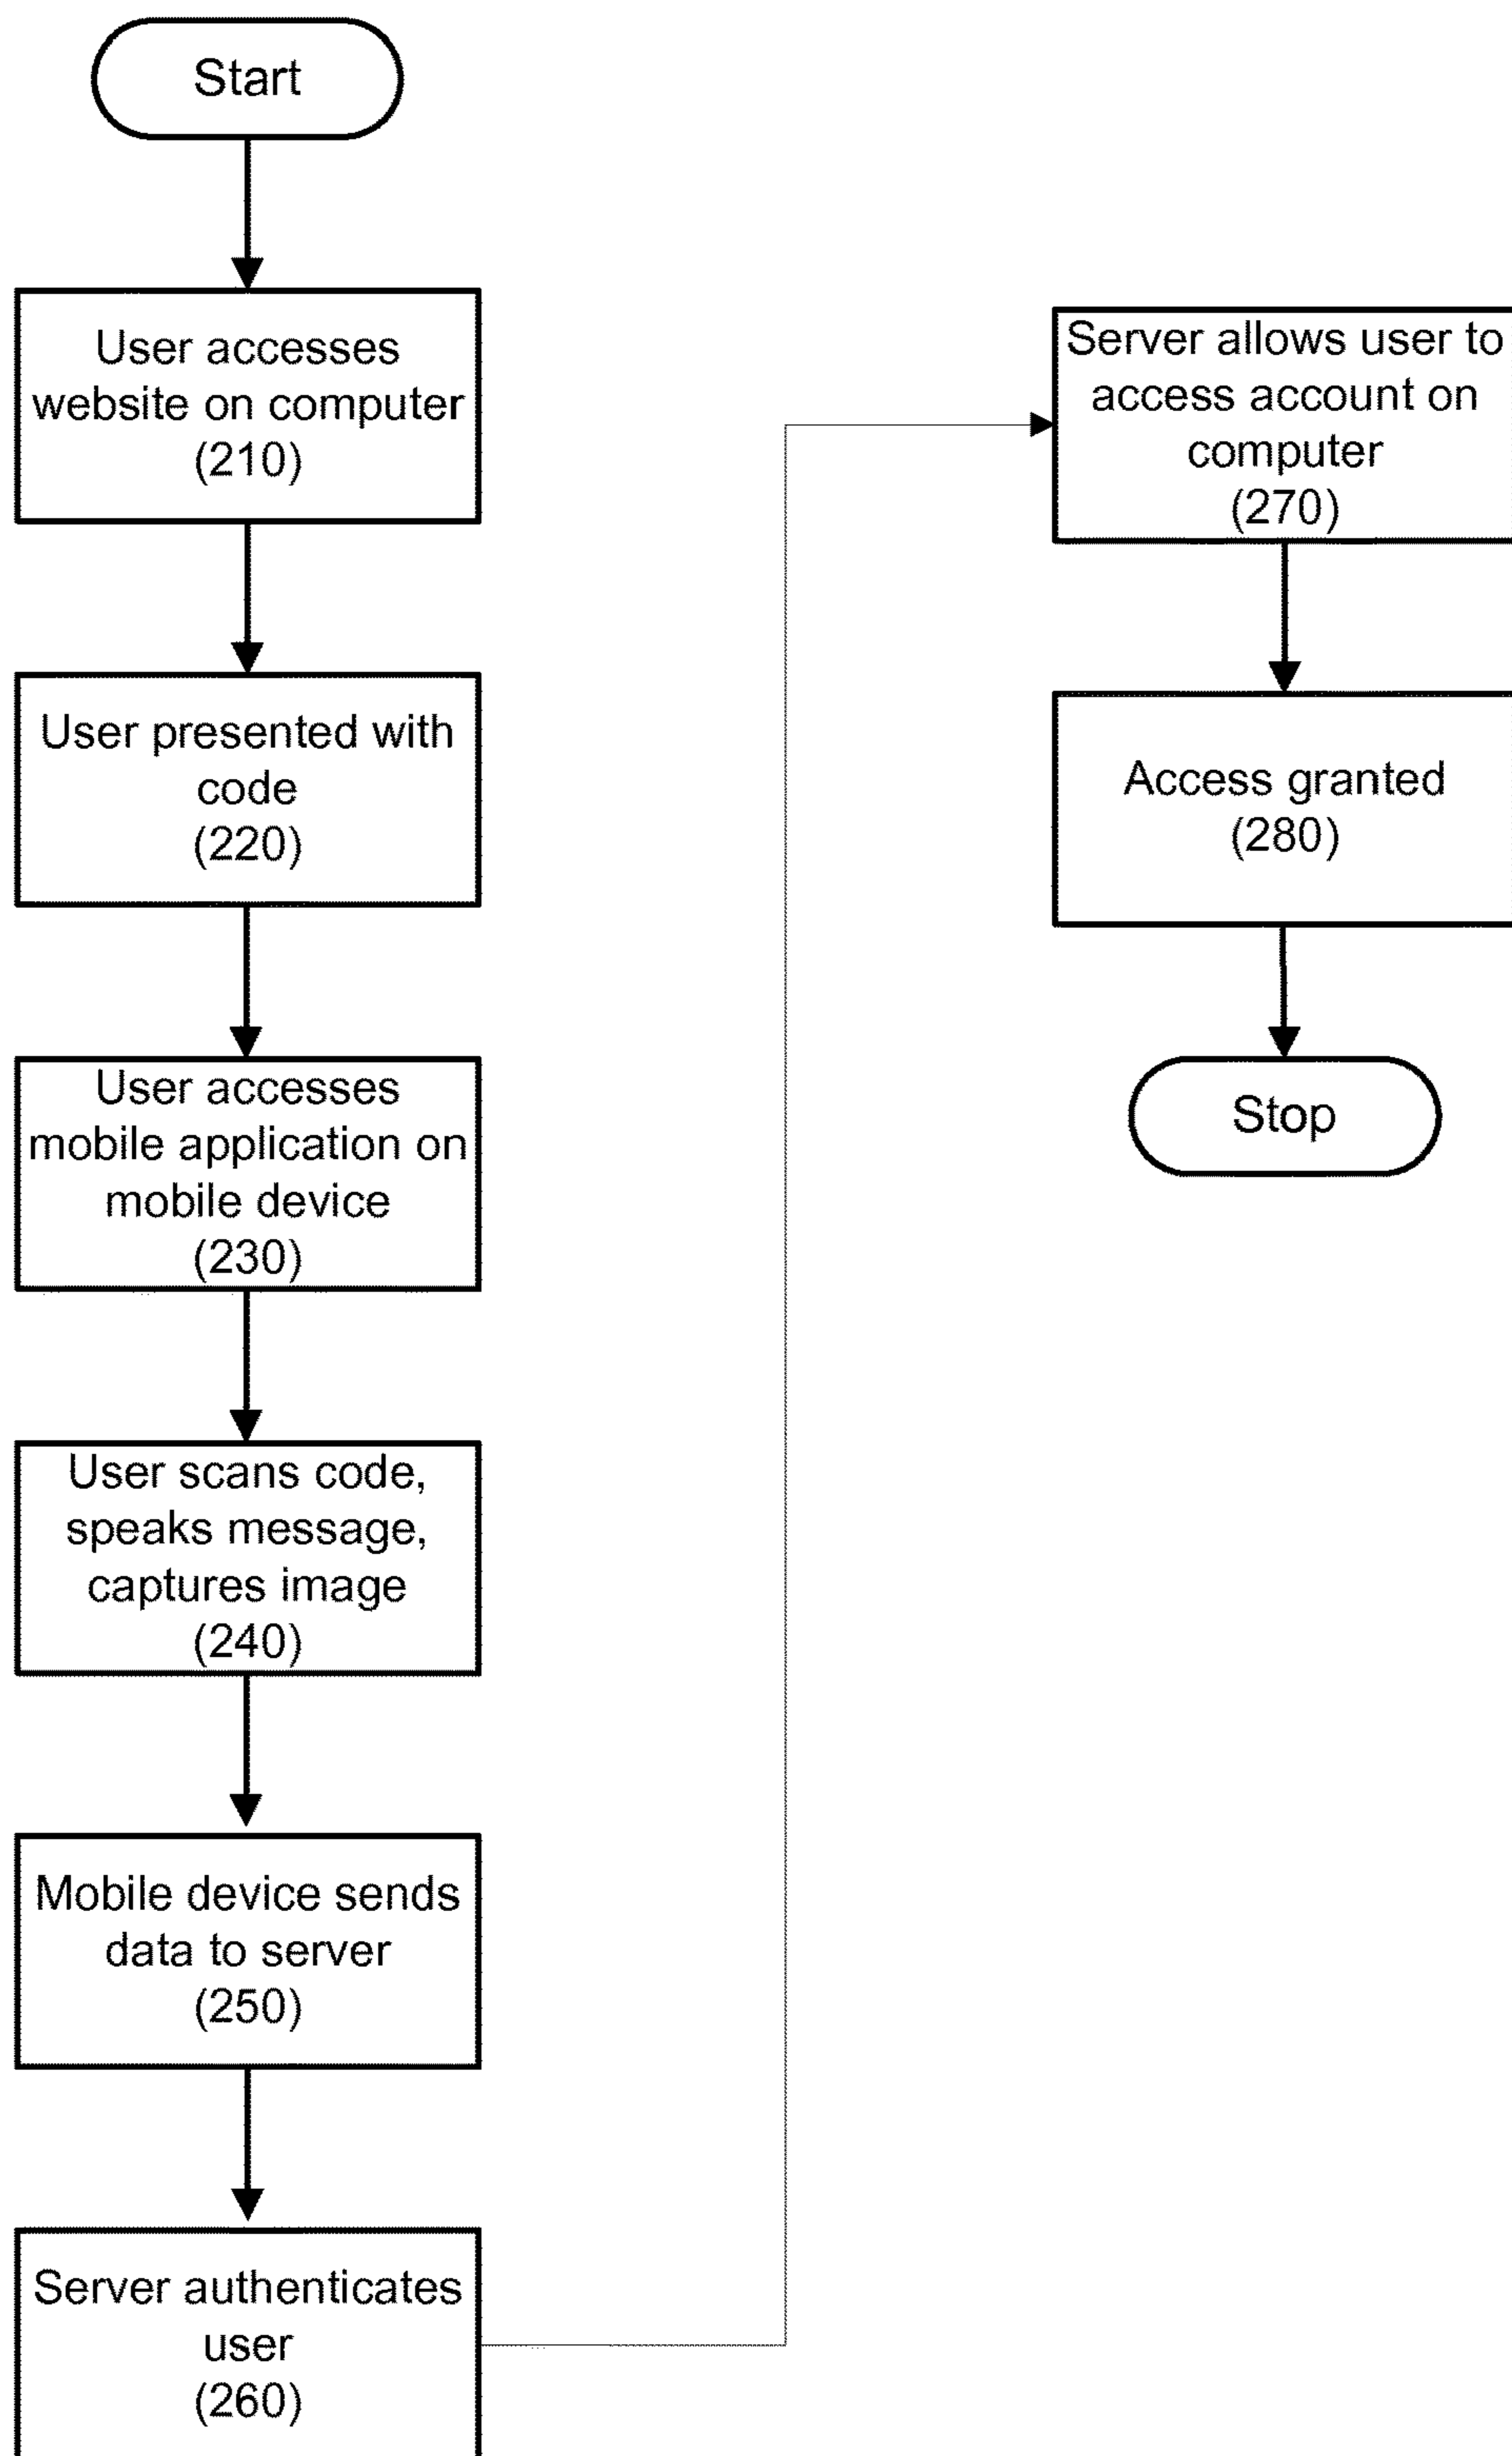 Start
User accesses
website on computer
(210)
User presented with
code
(220)
User accesses
mobile application on
mobile device
(230)
User scans code,
speaks message,
captures image
(240)
Mobile device sends
data to server
(250)
Server authenticates
user
(260)
Server allows user to
access account on
computer
(270)
Access granted
(280)
Stop